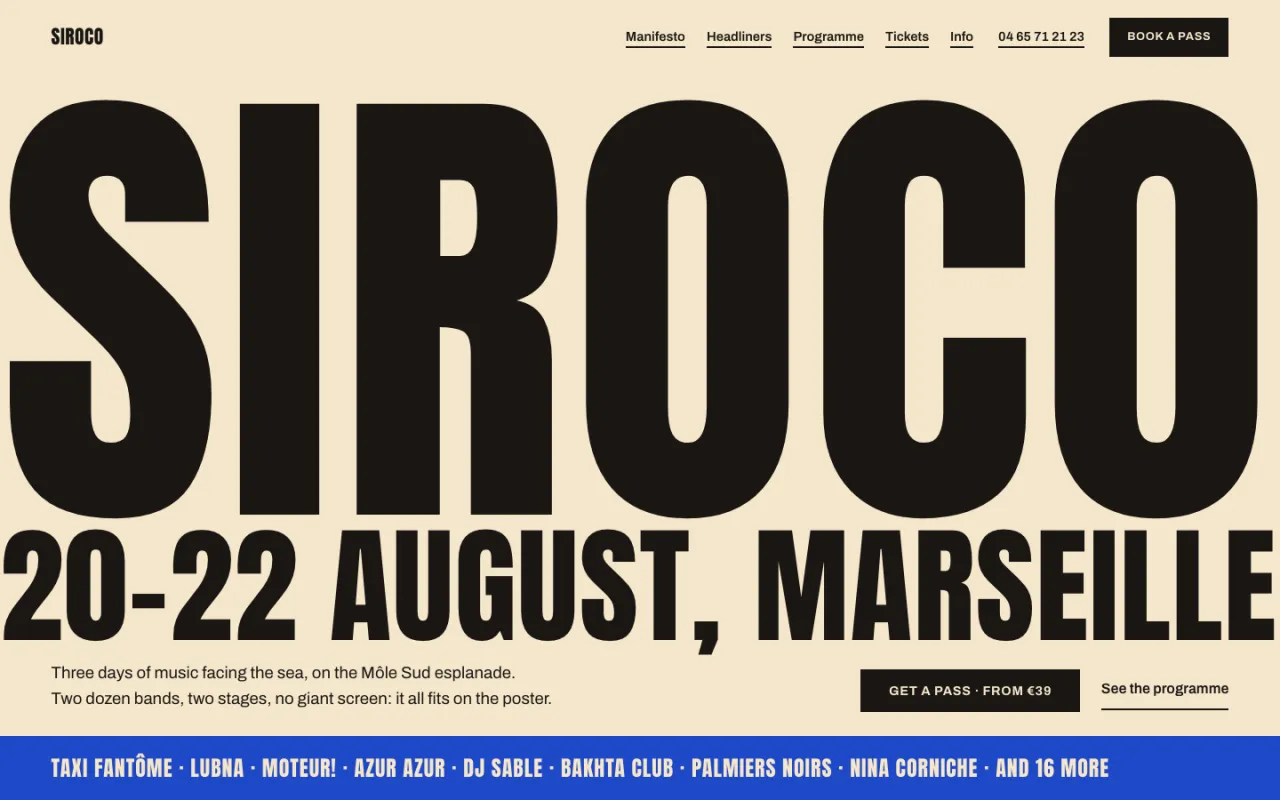 SIROCO
Manifesto Headliners Programme Tickets Info 04 65 71 21 23 BOOK A PASS
SIROCO
20–22 AUGUST, MARSEILLE
Three days of music facing the sea, on the Môle Sud esplanade.
Two dozen bands, two stages, no giant screen: it all fits on the poster.
GET A PASS · FROM €39 See the programme
TAXI FANTÔME · LUBNA · MOTEUR! · AZUR AZUR · DJ SABLE · BAKHTA CLUB · PALMIERS NOIRS · NINA CORNICHE · AND 16 MORE